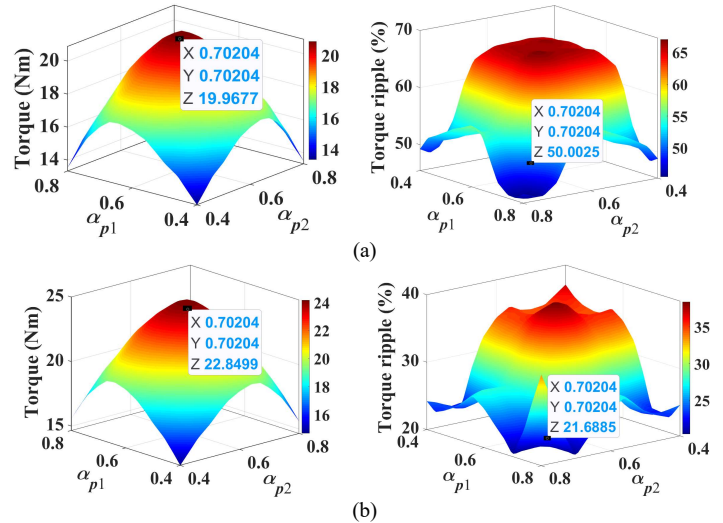 Torque (Nm)
20
18
16
14
0.8
0.6
0.4
0.4
0.6
0.8
α_p1
α_p2
X 0.70204
Y 0.70204
Z 19.9677
20
18
16
14
Torque ripple (%)
70
60
50
0.4
0.6
0.8
0.8
0.6
0.4
α_p1
α_p2
X 0.70204
Y 0.70204
Z 50.0025
65
60
55
50
(a)
Torque (Nm)
25
20
15
0.8
0.6
0.4
0.4
0.6
0.8
α_p1
α_p2
X 0.70204
Y 0.70204
Z 22.8499
24
22
20
18
16
Torque ripple (%)
40
30
20
0.4
0.6
0.8
0.8
0.6
0.4
α_p1
α_p2
X 0.70204
Y 0.70204
Z 21.6885
35
30
25
(b)